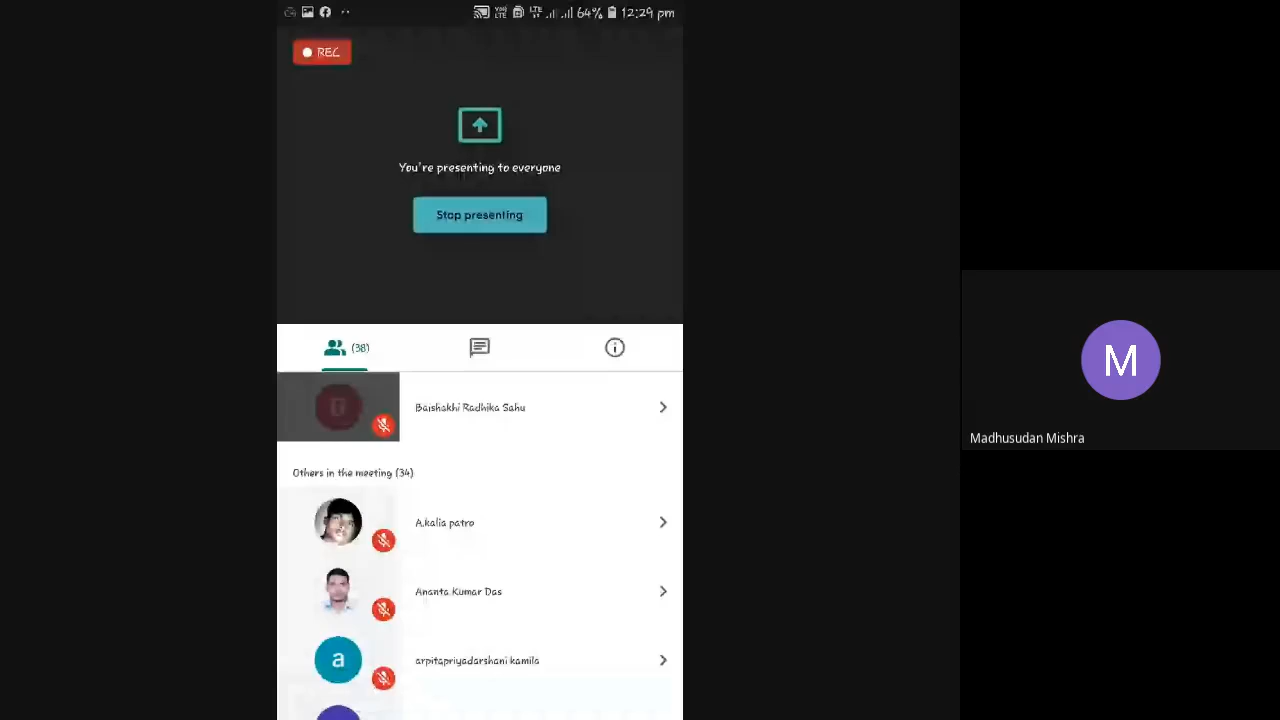 64% 12:29 pm
REC
You're presenting to everyone
Stop presenting
(38)
Baishakhi Radhika Sahu
Others in the meeting (34)
A.kalia patro
Ananta Kumar Das
a
arpitapriyadarshani kamila
M
Madhusudan Mishra